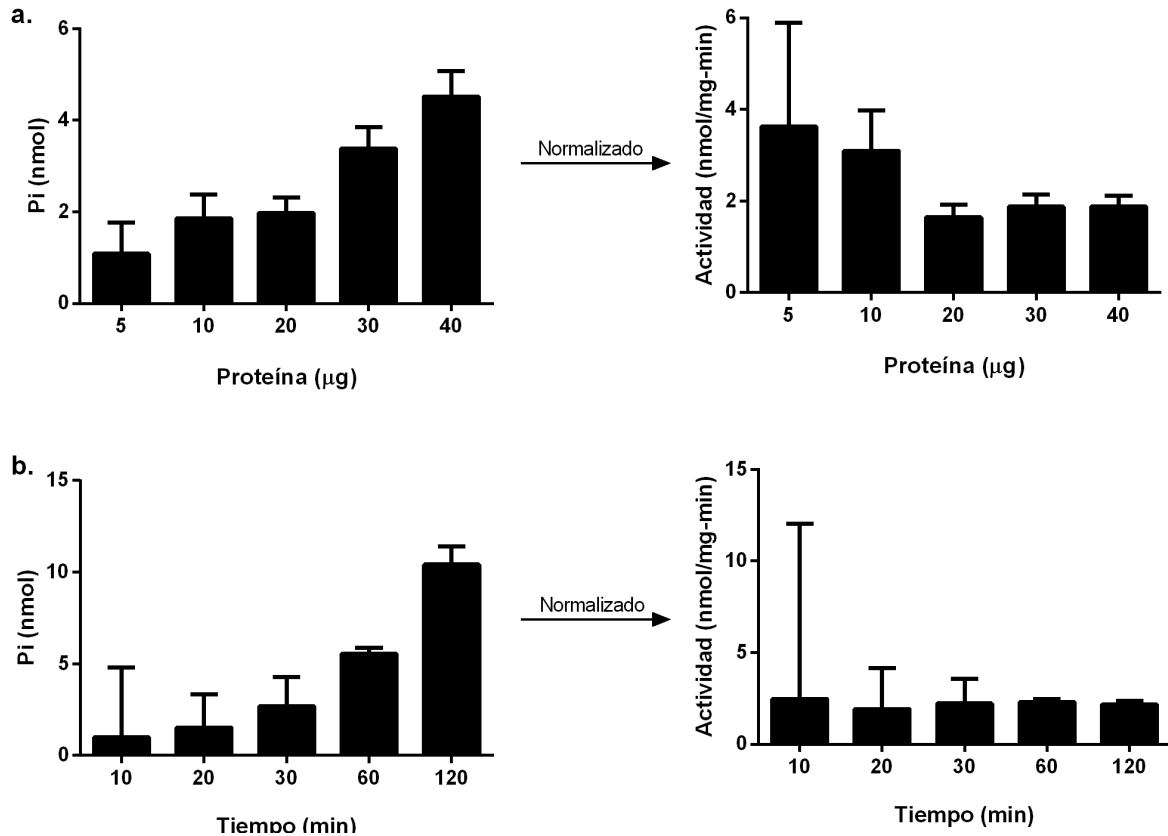 a.
Pi (nmol)
6
4
2
0
5 10 20 30 40
Proteína (μg)
Normalizado
Actividad (nmol/mg-min)
6
4
2
0
5 10 20 30 40
Proteína (μg)
b.
Pi (nmol)
15
10
5
0
10 20 30 60 120
Tiempo (min)
Normalizado
Actividad (nmol/mg-min)
15
10
5
0
10 20 30 60 120
Tiempo (min)